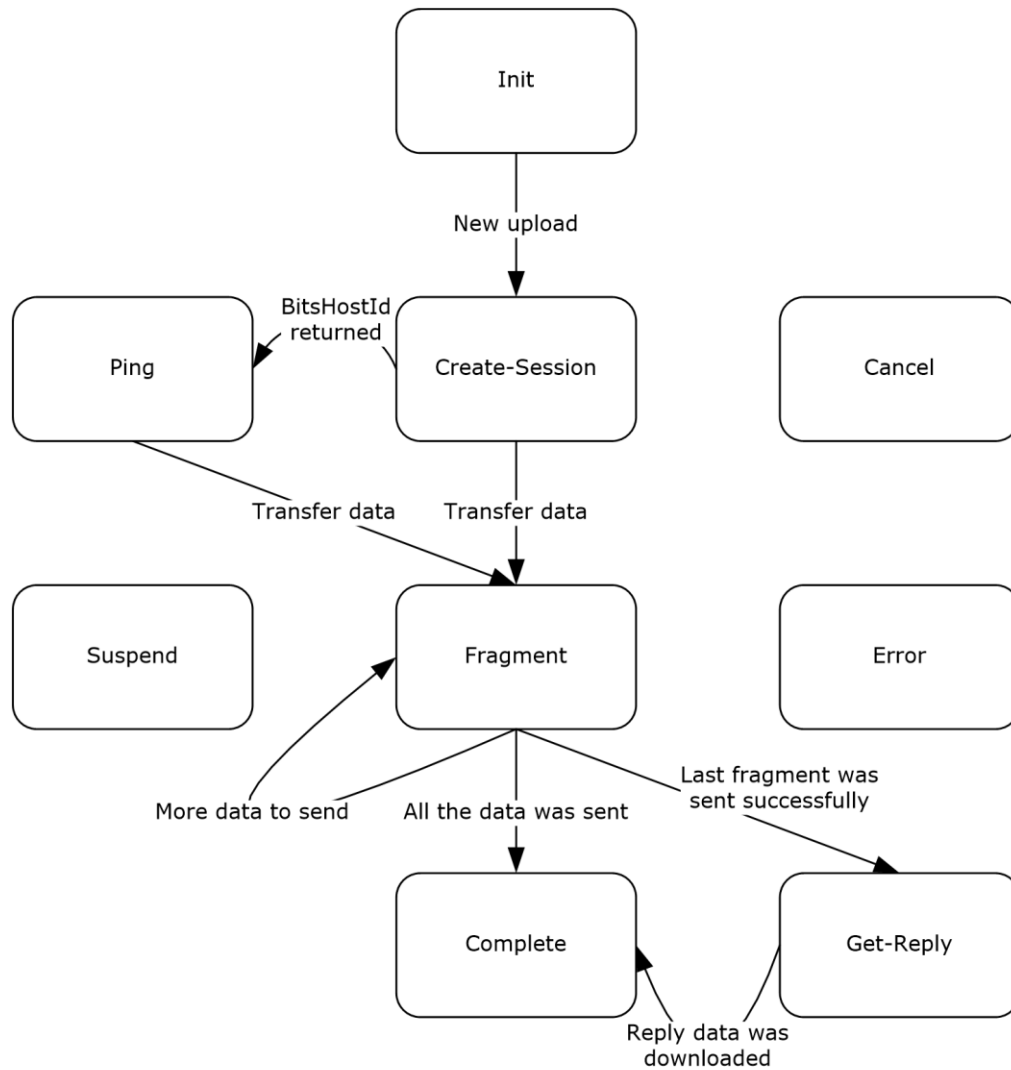 Init
New upload
BitsHostId
returned
Ping
Create-Session
Cancel
Transfer data
Transfer data
Suspend
Fragment
Error
Last fragment was
sent successfully
More data to send
All the data was sent
Complete
Get-Reply
Reply data was
downloaded